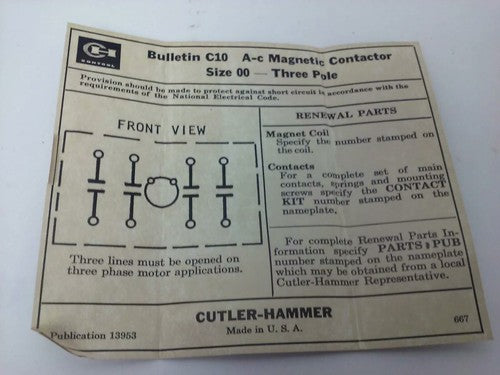 CH
CONTROL
Bulletin C10 A-c Magnetic Contactor
Size 00 — Three Pole
Provision should be made to protect against short circuit in accordance with the
requirements of the National Electrical Code.
FRONT VIEW
Three lines must be opened on
three phase motor applications.
RENEWAL PARTS
Magnet Coil
Specify the number stamped on
the coil.
Contacts
For a complete set of main
contacts, springs and mounting
screws specify the CONTACT
KIT number stamped on the
nameplate.
For complete Renewal Parts In-
formation specify PARTS PUB
number stamped on the nameplate
which may be obtained from a local
Cutler-Hammer Representative.
CUTLER-HAMMER
Made in U. S. A.
Publication 13953
667